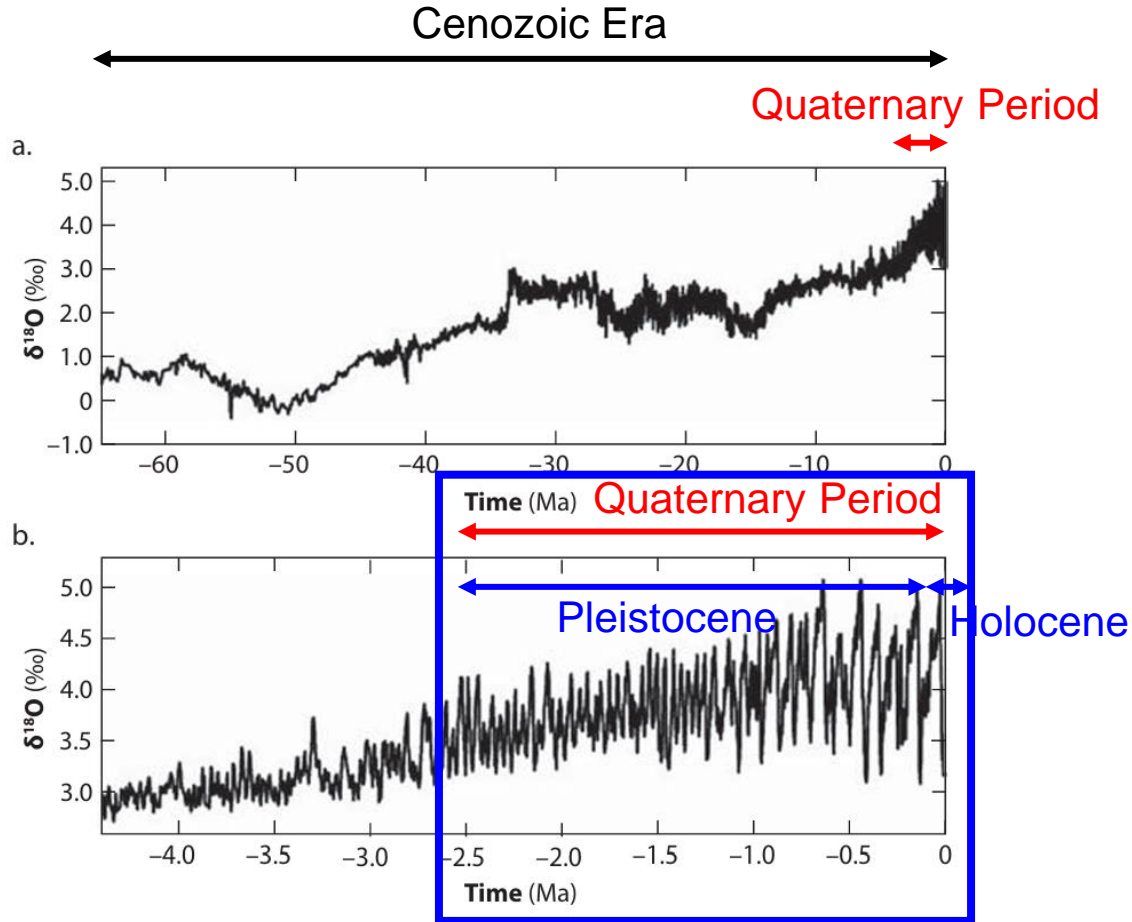 Cenozoic Era
Quaternary Period
a.
5.0
4.0
3.0
2.0
1.0
0
–1.0
δ¹⁸O (‰)
–60 –50 –40 –30 –20 –10 0
Time (Ma)
Quaternary Period
b.
Pleistocene
Holocene
5.0
4.5
4.0
3.5
3.0
δ¹⁸O (‰)
–4.0 –3.5 –3.0 –2.5 –2.0 –1.5 –1.0 –0.5 0
Time (Ma)